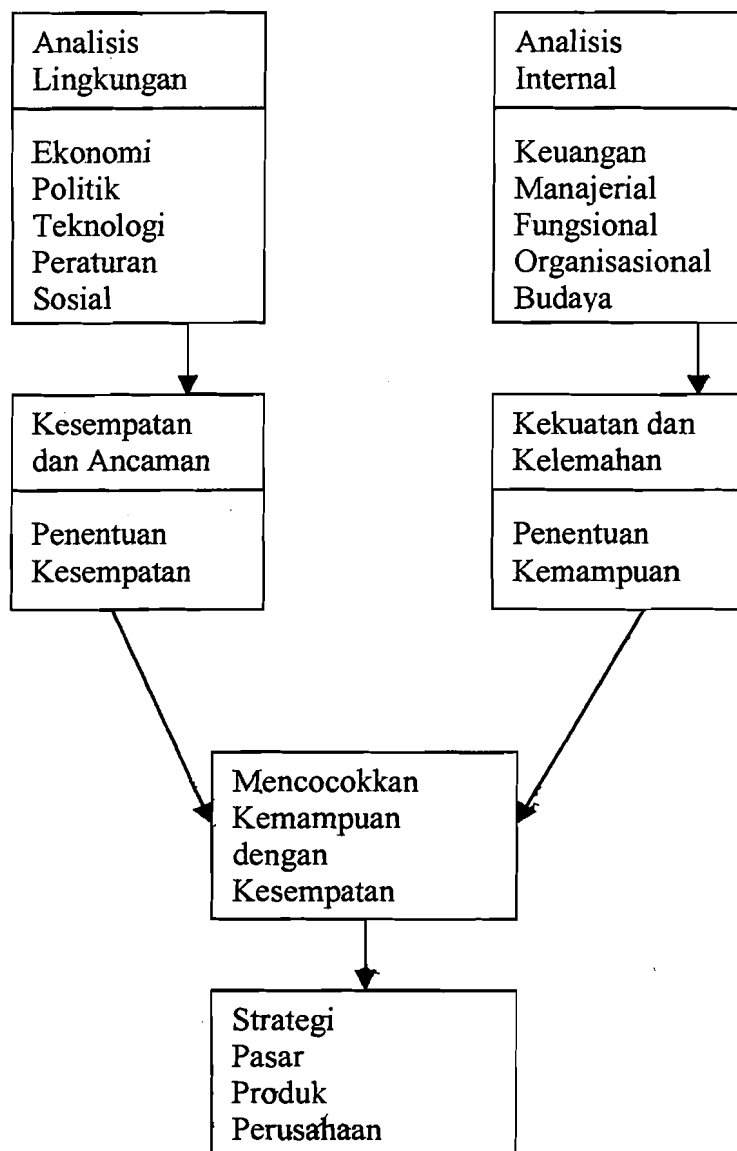 Analisis
Lingkungan
Ekonomi
Politik
Teknologi
Peraturan
Sosial
Analisis
Internal
Keuangan
Manajerial
Fungsional
Organisasional
Budaya
Kesempatan
dan Ancaman
Penentuan
Kesempatan
Kekuatan dan
Kelemahan
Penentuan
Kemampuan
Mencocokkan
Kemampuan
dengan
Kesempatan
Strategi
Pasar
Produk
Perusahaan